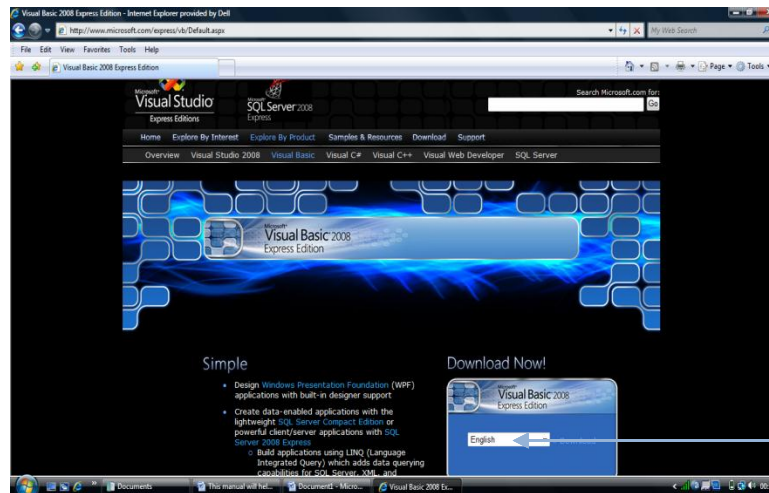 Visual Basic 2008 Express Edition - Internet Explorer provided by Dell
http://www.microsoft.com/express/vb/Default.aspx
My Web Search
File Edit View Favorites Tools Help
Visual Basic 2008 Express Edition
Page Tools
Microsoft
Visual Studio
Express Editions
Microsoft
SQL Server 2008
Express
Search Microsoft.com for:
Go
Home Explore By Interest Explore By Product Samples & Resources Download Support
Overview Visual Studio 2008 Visual Basic Visual C# Visual C++ Visual Web Developer SQL Server
Microsoft
Visual Basic 2008
Express Edition
Simple
• Design Windows Presentation Foundation (WPF)
applications with built-in designer support
• Create data-enabled applications with the
lightweight SQL Server Compact Edition or
powerful client/server applications with SQL
Server 2008 Express
o Build applications using LINQ (Language
Integrated Query) which adds data querying
capabilities for SQL Server, XML, and
Download Now!
Microsoft
Visual Basic 2008
Express Edition
English
Download
Documents
This manual will hel...
Document1 - Micro...
Visual Basic 2008 Ex...
00: